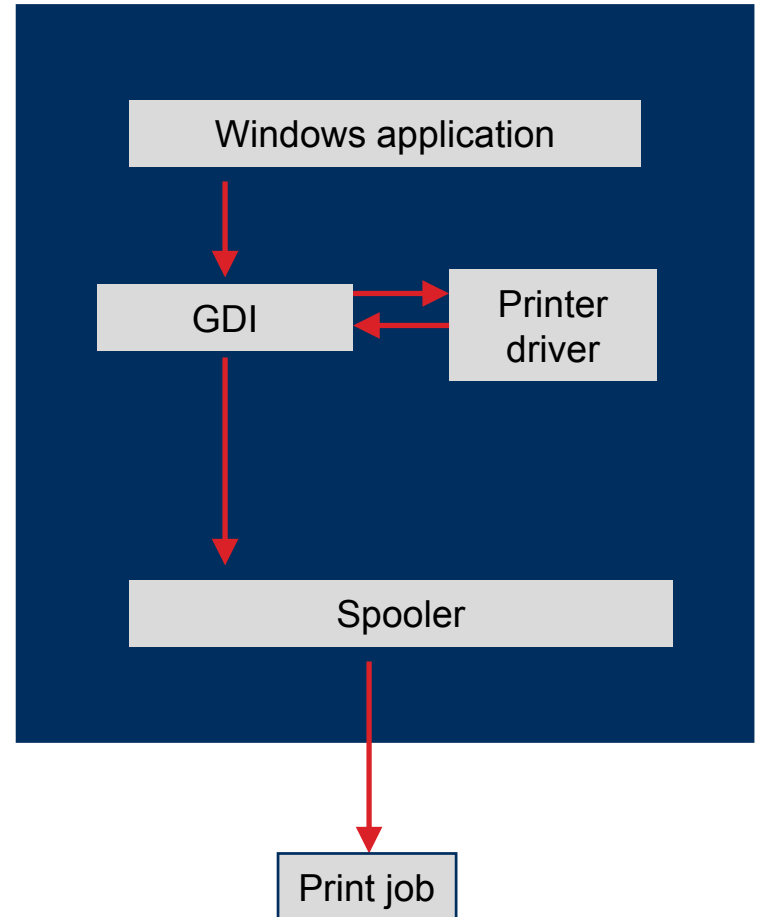 Windows application
GDI
Printer
driver
Spooler
Print job